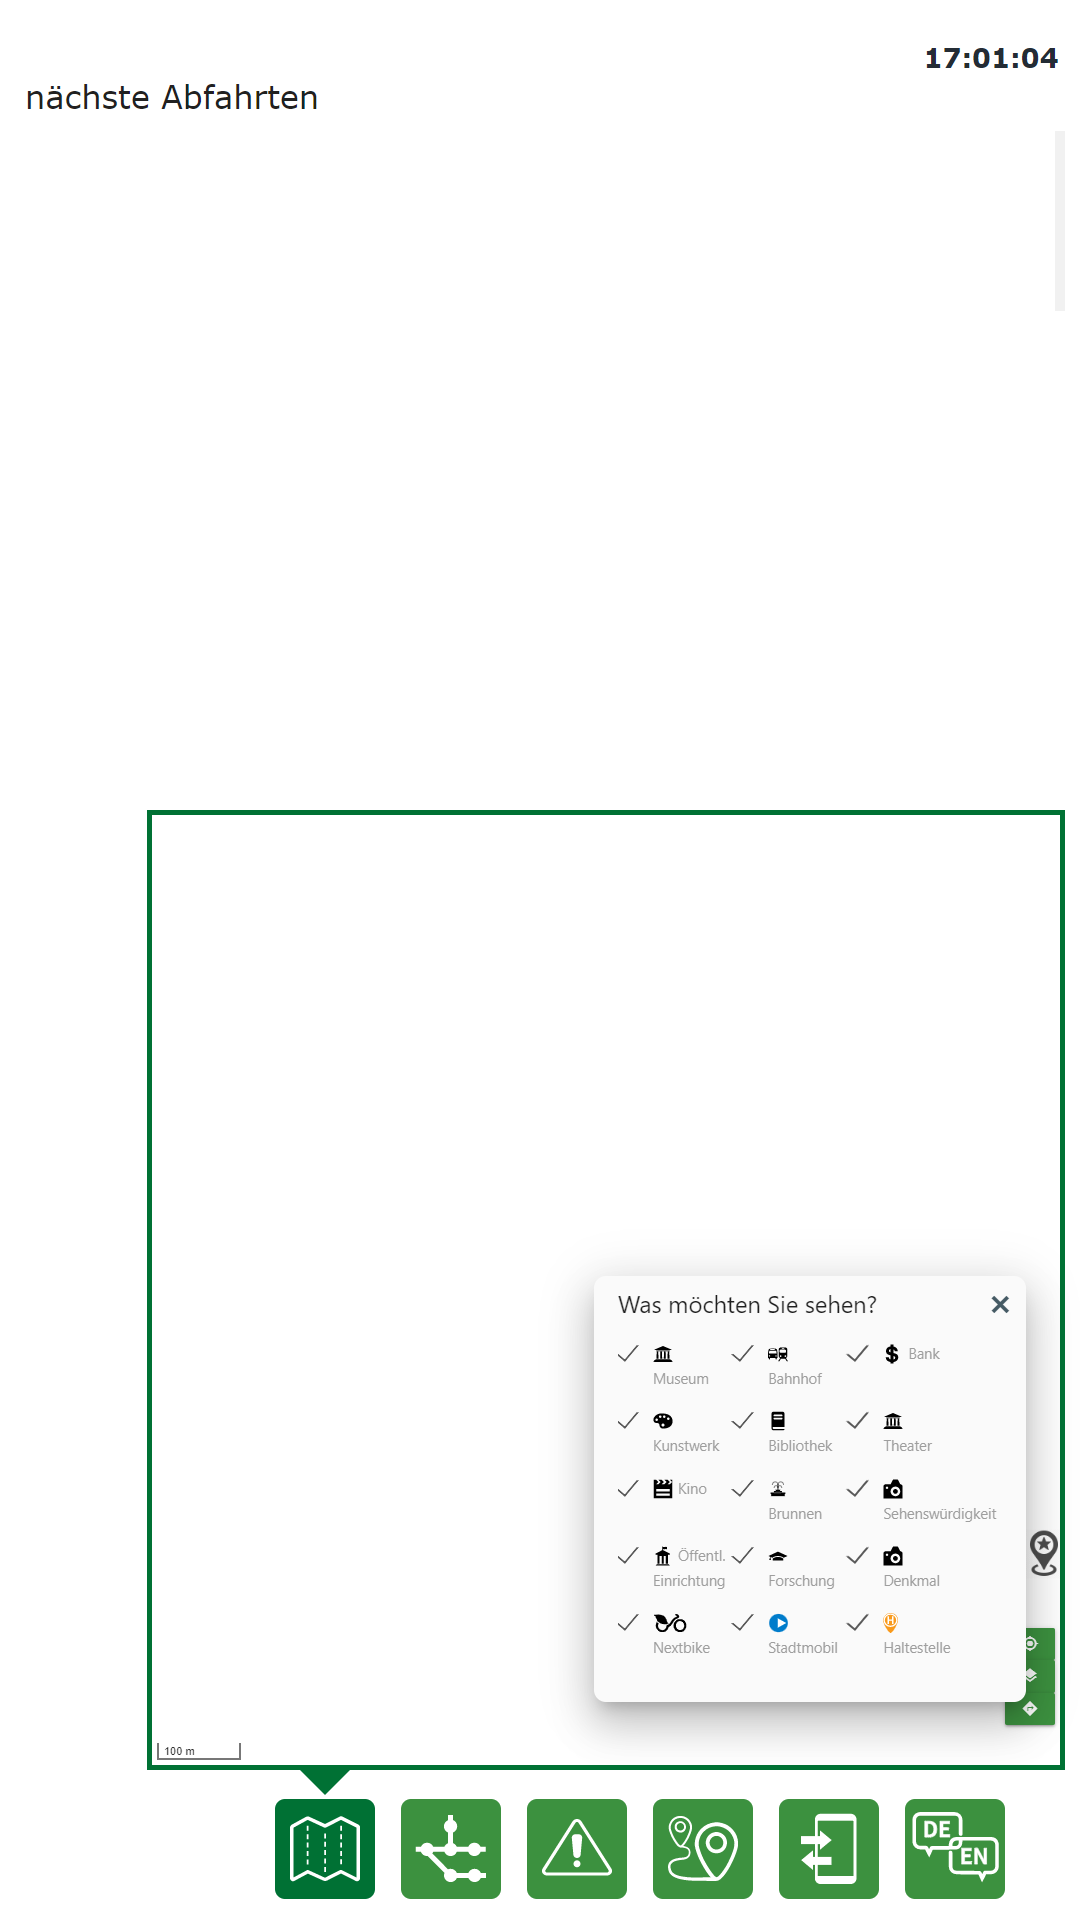 17:01:04
nächste Abfahrten
Was möchten Sie sehen?
Museum
Bahnhof
Bank
Kunstwerk
Bibliothek
Theater
Kino
Brunnen
Sehenswürdigkeit
Öffentl.
Einrichtung
Forschung
Denkmal
Nextbike
Stadtmobil
H
Haltestelle
100 m
DE
EN